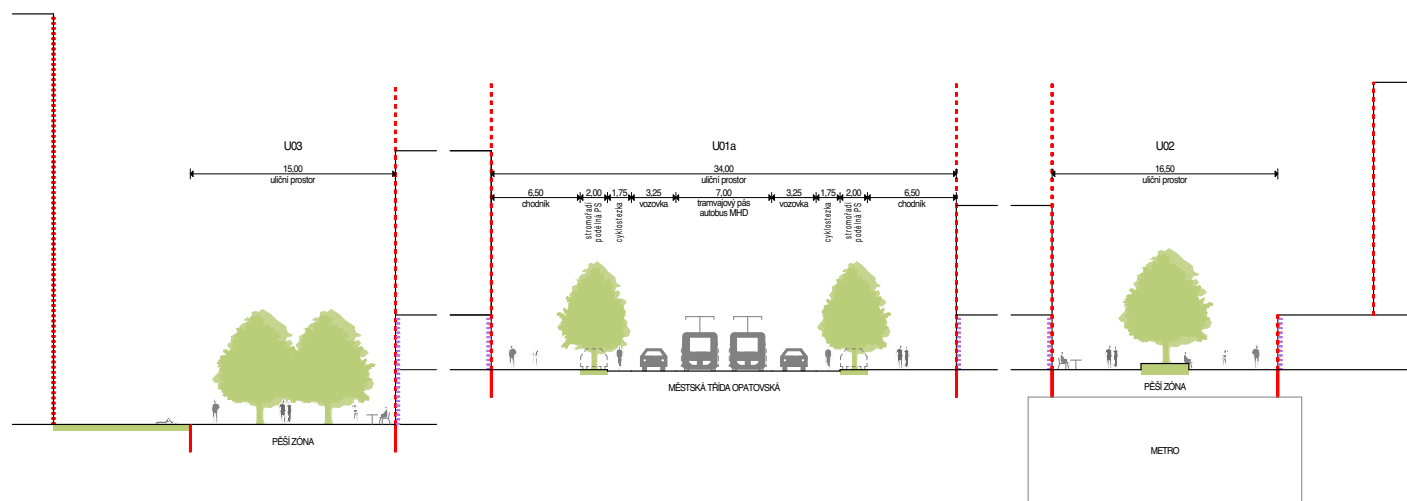 U03
15,00
uliční prostor
PĚŠÍ ZÓNA
U01a
34,00
uliční prostor
6,50
chodník
2,00
stromořadí
podélná PS
1,75
cyklostezka
3,25
vozovka
7,00
tramvajový pás
autobus MHD
3,25
vozovka
1,75
cyklostezka
2,00
stromořadí
podélná PS
6,50
chodník
MĚSTSKÁ TŘÍDA OPATOVSKÁ
U02
16,50
uliční prostor
PĚŠÍ ZÓNA
METRO